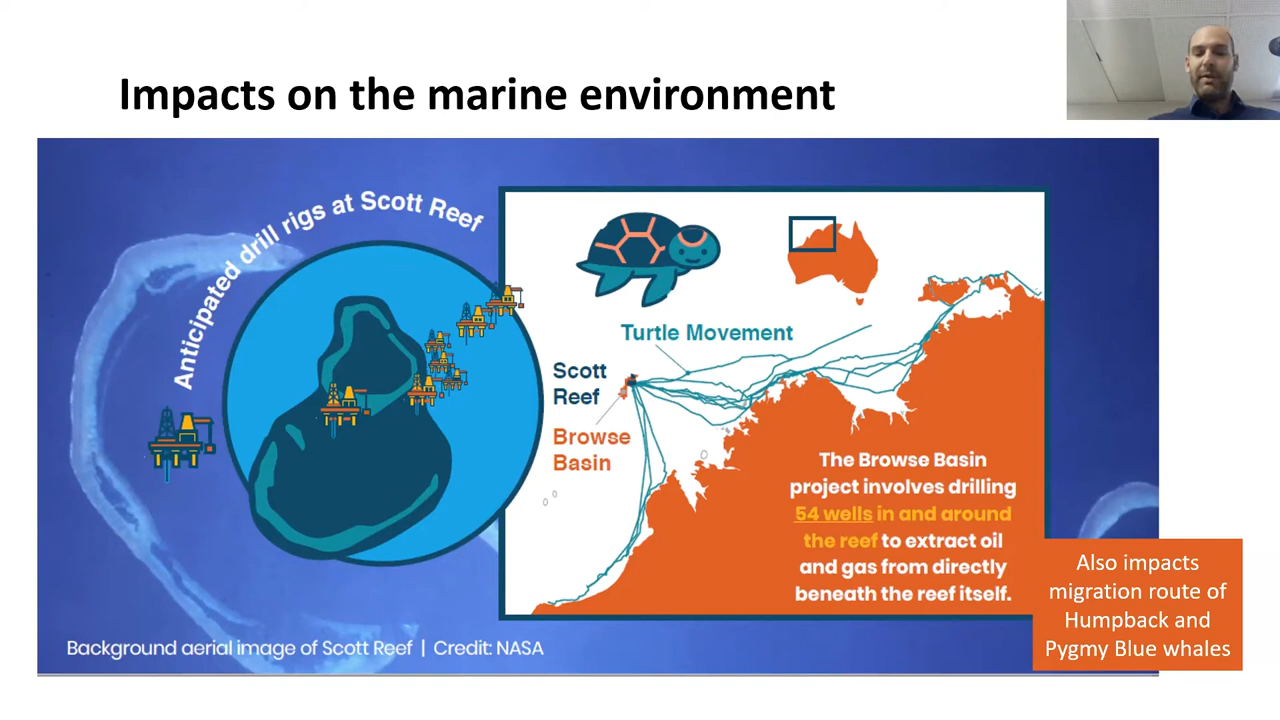 Impacts on the marine environment
Anticipated drill rigs at Scott Reef
Turtle Movement
Scott
Reef
Browse
Basin
The Browse Basin
project involves drilling
54 wells in and around
the reef to extract oil
and gas from directly
beneath the reef itself.
Also impacts
migration route of
Humpback and
Pygmy Blue whales
Background aerial image of Scott Reef | Credit: NASA